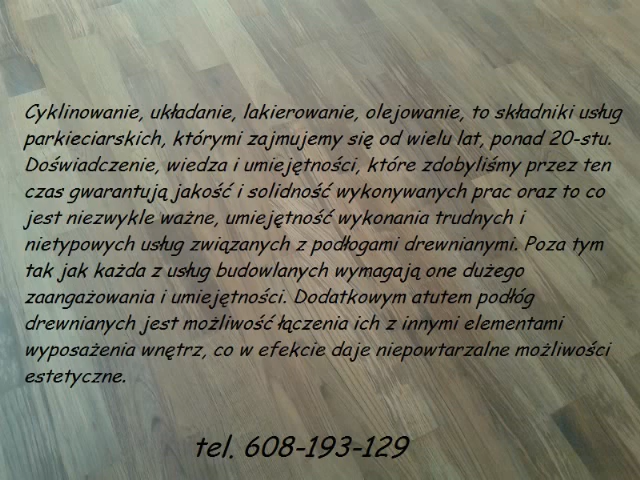 Cyklinowanie, układanie, lakierowanie, olejowanie, to składniki usług
parkieciarskich, którymi zajmujemy się od wielu lat, ponad 20-stu.
Doświadczenie, wiedza i umiejętności, które zdobyliśmy przez ten
czas gwarantują jakość i solidność wykonywanych prac oraz to co
jest niezwykle ważne, umiejętność wykonania trudnych i
nietypowych usług związanych z podłogami drewnianymi. Poza tym
tak jak każda z usług budowlanych wymagają one dużego
zaangażowania i umiejętności. Dodatkowym atutem podłóg
drewnianych jest możliwość łączenia ich z innymi elementami
wyposażenia wnętrz, co w efekcie daje niepowtarzalne możliwości
estetyczne.
tel. 608-193-129